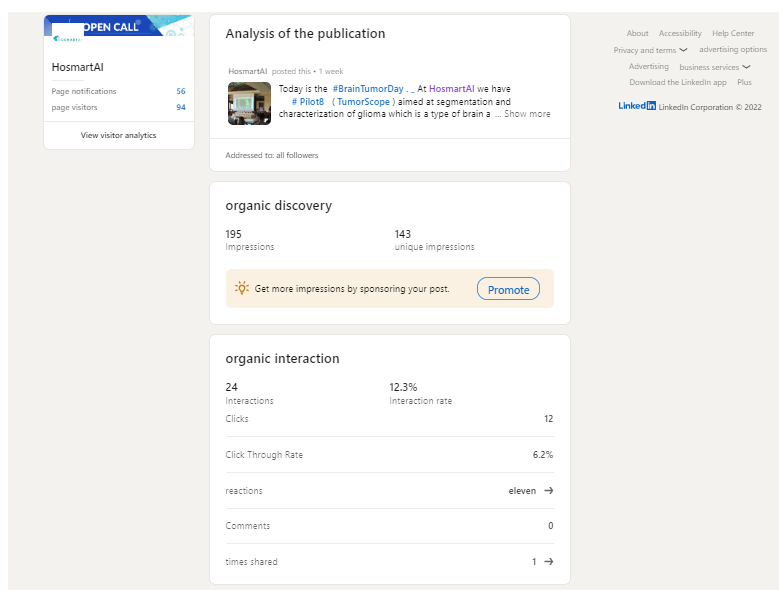 OPEN CALL
HOSMARTAI
HosmartAI
Page notifications 56
page visitors 94
View visitor analytics
Analysis of the publication
HosmartAI posted this • 1 week
Today is the #BrainTumorDay . _ At HosmartAI we have
# Pilot8 ( TumorScope ) aimed at segmentation and
characterization of glioma which is a type of brain a ... Show more
Addressed to: all followers
organic discovery
195 143
Impressions unique impressions
Get more impressions by sponsoring your post. Promote
organic interaction
24 12.3%
Interactions Interaction rate
Clicks 12
Click Through Rate 6.2%
reactions eleven →
Comments 0
times shared 1 →
About Accessibility Help Center
Privacy and terms advertising options
Advertising business services
Download the LinkedIn app Plus
Linked in LinkedIn Corporation © 2022